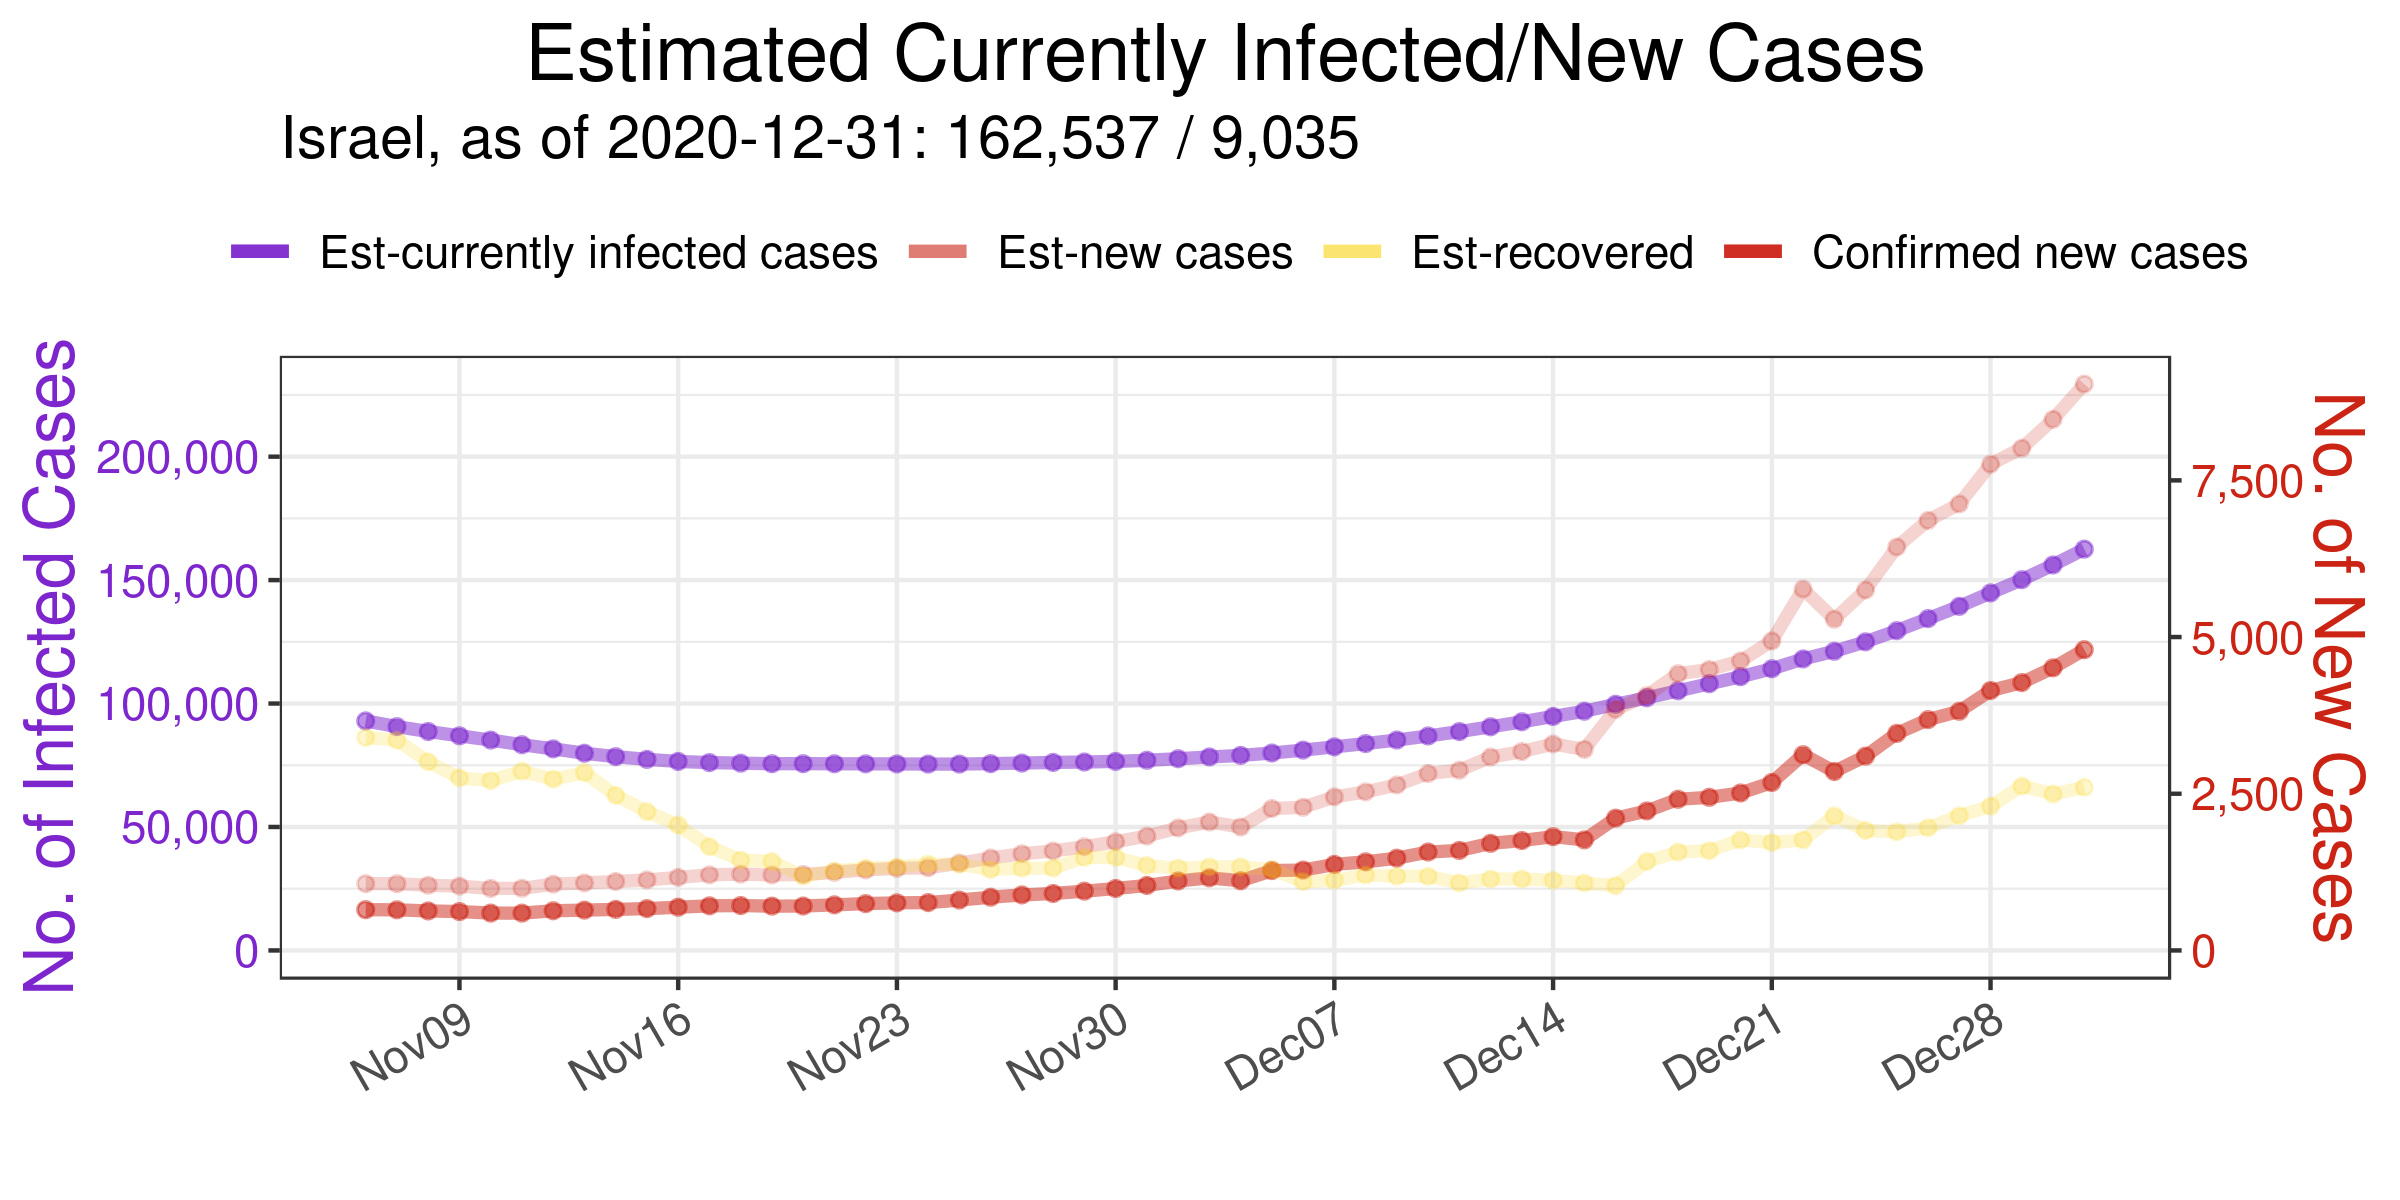 Estimated Currently Infected/New Cases
Israel, as of 2020-12-31: 162,537 / 9,035
Est-currently infected cases Est-new cases Est-recovered Confirmed new cases
No. of Infected Cases
200,000
150,000
100,000
50,000
0
7,500
5,000
2,500
0
No. of New Cases
Nov09 Nov16 Nov23 Nov30 Dec07 Dec14 Dec21 Dec28